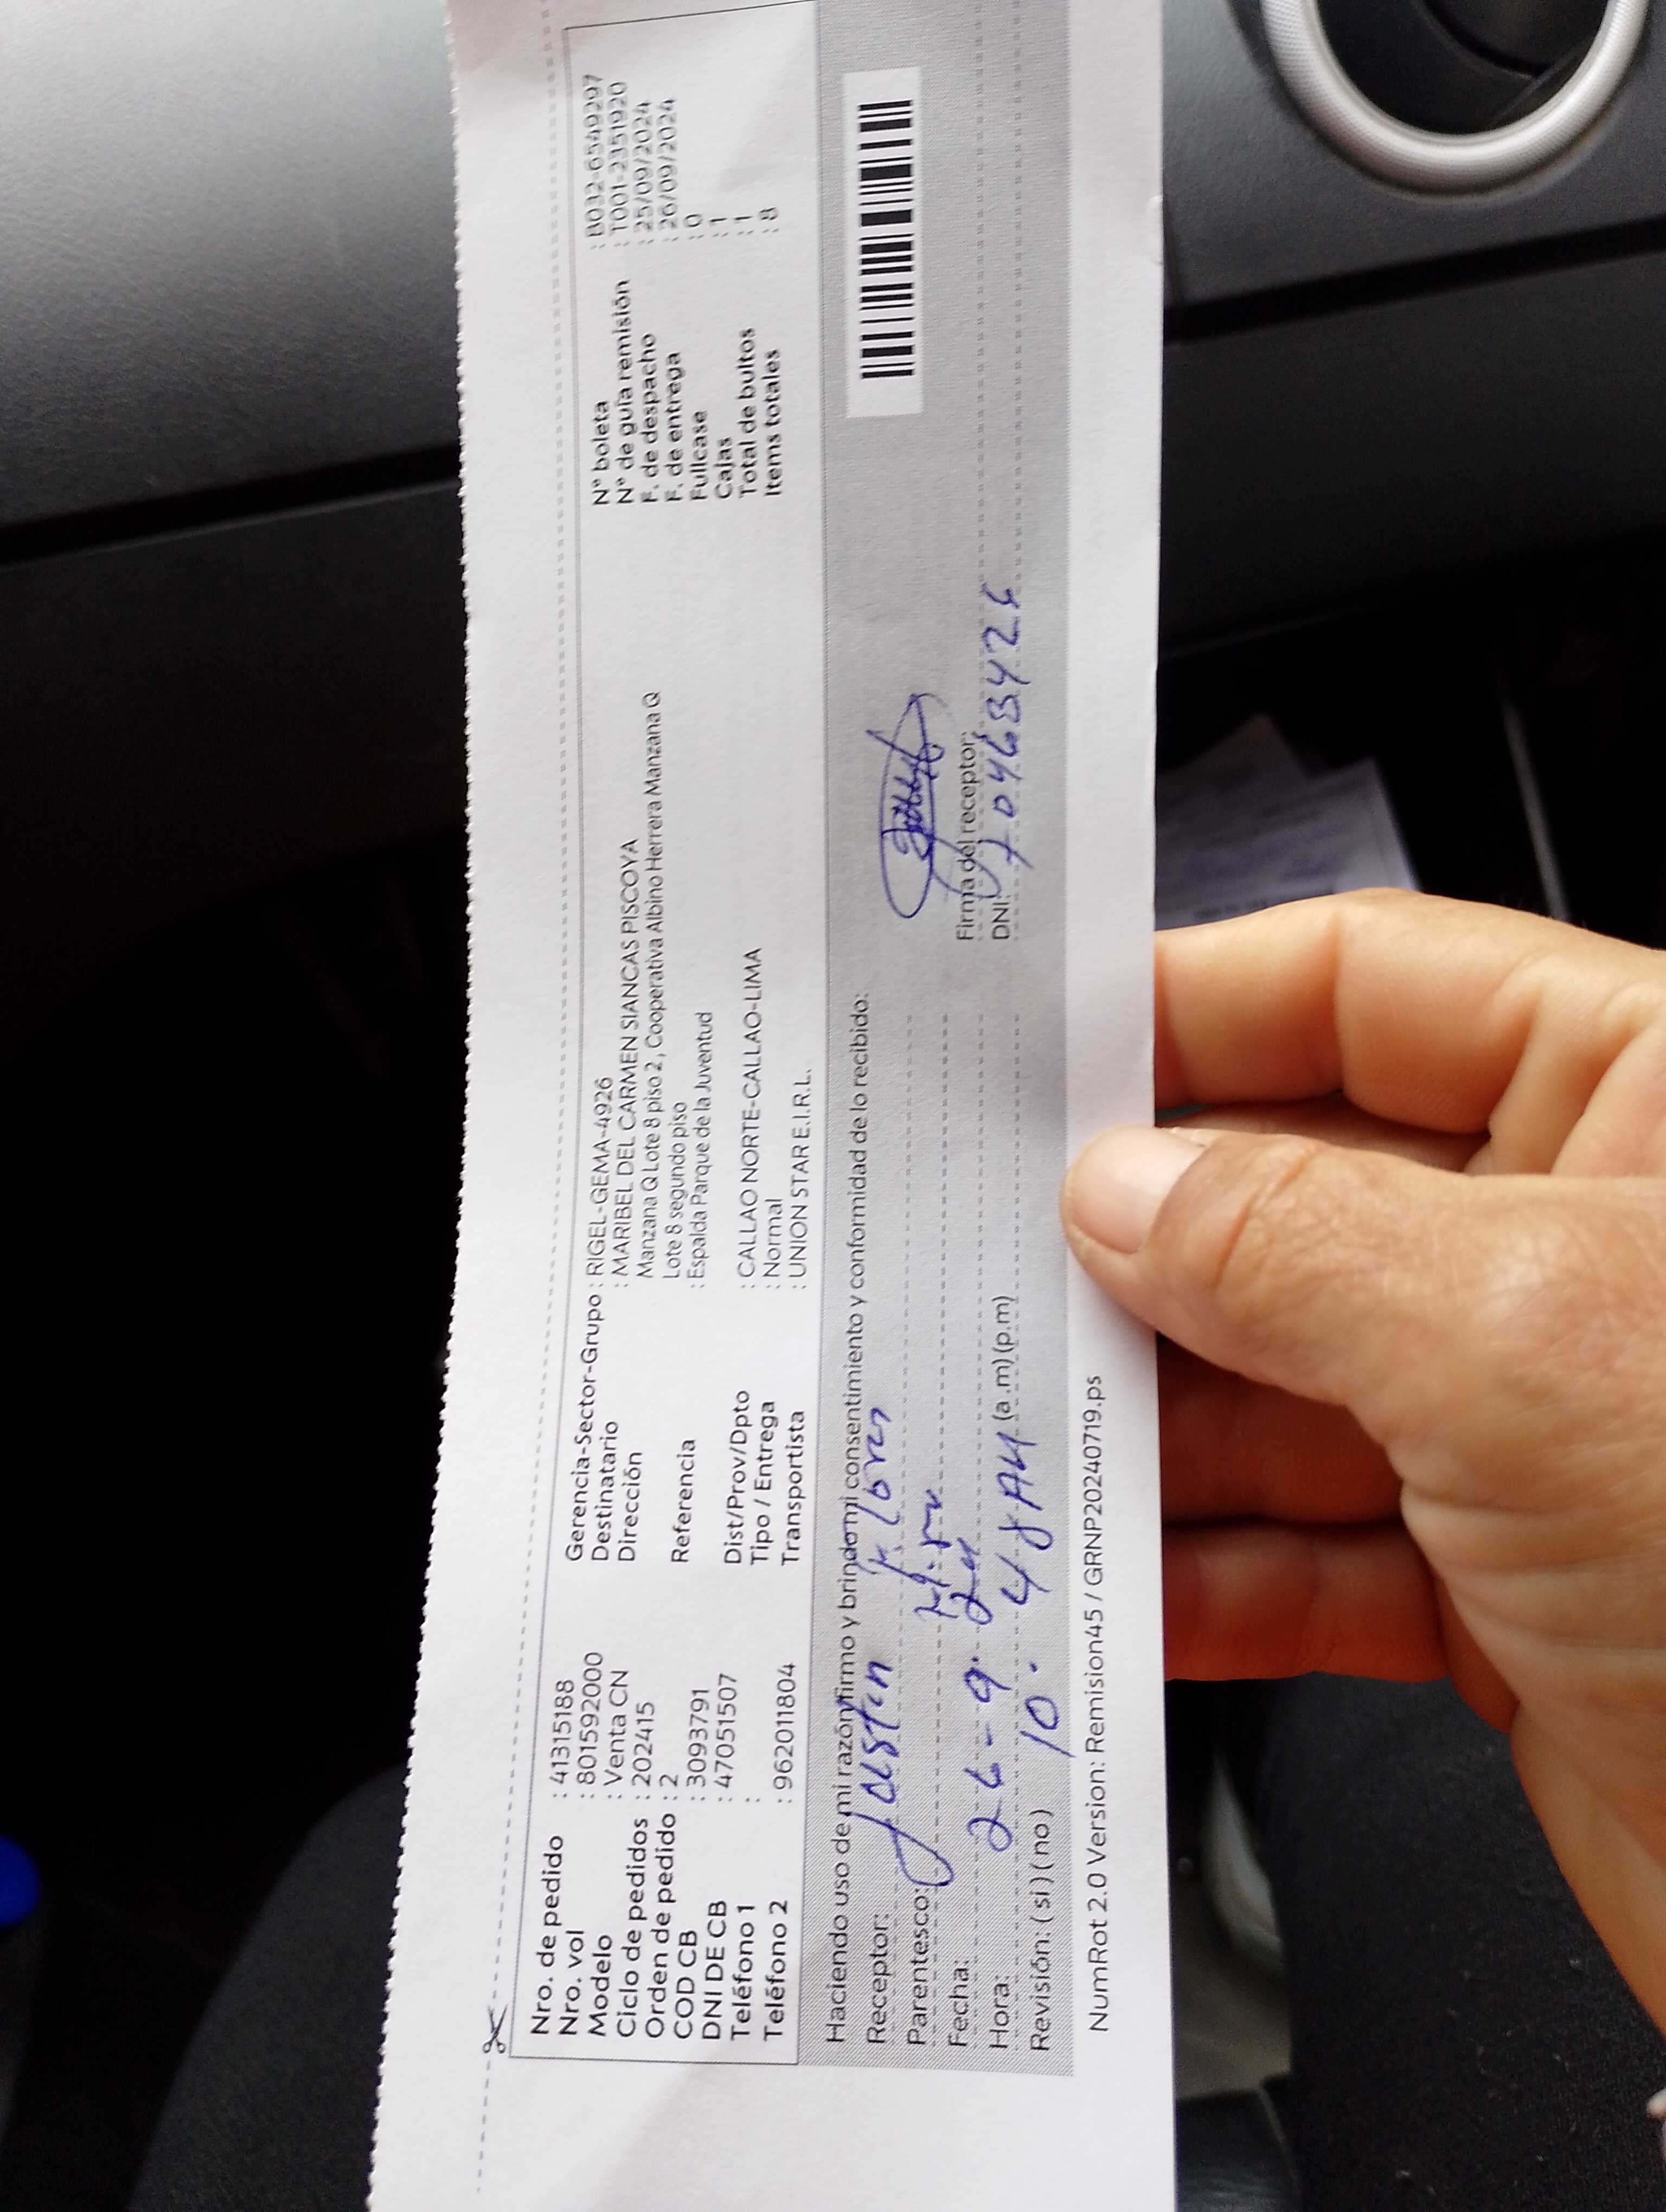 Nro. de pedido : 41315188
Nro. vol : 801592000
Modelo : Venta CN
Ciclo de pedidos : 202415
Orden de pedido : 2
COD CB : 3093791
DNI DE CB : 47051507
Teléfono 1 :
Teléfono 2 : 962011804
Gerencia-Sector-Grupo : RIGEL-GEMA-4926
Destinatario : MARIBEL DEL CARMEN SIANCAS PISCOYA
Dirección Manzana Q Lote 8 piso 2, Cooperativa Albino Herrera Manzana Q
Lote 8 segundo piso
Referencia : Espalda Parque de la Juventud
Dist/Prov/Dpto : CALLAO NORTE-CALLAO-LIMA
Tipo / Entrega : Normal
Transportista : UNION STAR E.I.R.L.
N° boleta : B032-6549297
N° de guía remisión : T001-2351920
F. de despacho : 25/09/2024
F. de entrega : 26/09/2024
Fullcase : 0
Cajas : 1
Total de bultos : 1
Items totales : 8
Haciendo uso de mi razón firmo y brindo mi consentimiento y conformidad de lo recibido:
Receptor:
Parentesco:
Fecha: 26-9-24
Hora: 10. 48 AM (a.m) (p.m)
Revisión: (si) (no)
Firma del receptor:
DNI: 70463426
NumRot 2.0 Version: Remision45 / GRNP20240719.ps